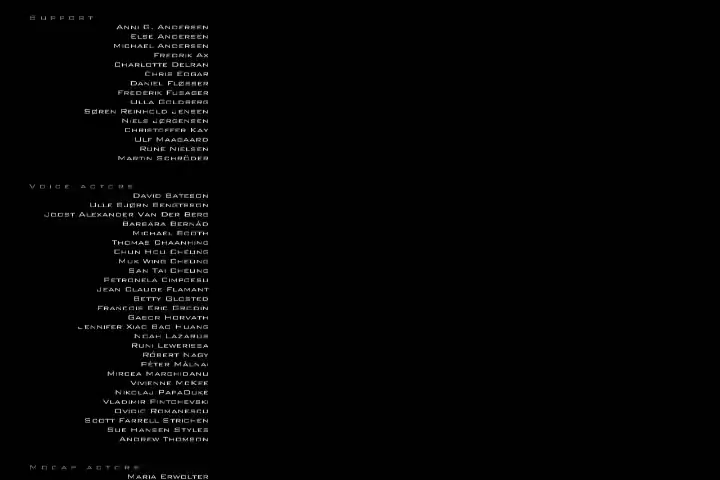 Support
Anni G. Andersen
Else Andersen
Michael Andersen
Fredrik Ax
Charlotte Delran
Chris Edgar
Daniel Fløsser
Frederik Fusager
Ulla Goldberg
Søren Reinhold Jensen
Niels Jørgensen
Christoffer Kay
Ulf Maagaard
Rune Nielsen
Martin Schröder
Voice actors
David Bateson
Ulle Bjørn Bengtsson
Joost Alexander Van Der Berg
Barbara Bernád
Michael Booth
Thomas Chaanhing
Chun Hou Cheung
Muk Wing Cheung
San Tai Cheung
Petronela Cimpoesu
Jean Claude Flamant
Betty Glosted
Francois Eric Grodin
Gabor Horvath
Jennifer Xiao Bao Huang
Noah Lazarus
Runi Lewerissa
Róbert Nagy
Péter Málnai
Mircea Marghidanu
Vivienne McKee
Nikolaj PapaDuke
Vladimir Pintchevski
Ovidie Romanescu
Scott Farrell Strichen
Sue Hansen Styles
Andrew Thomson
Mocap actors
Maria Erwolter